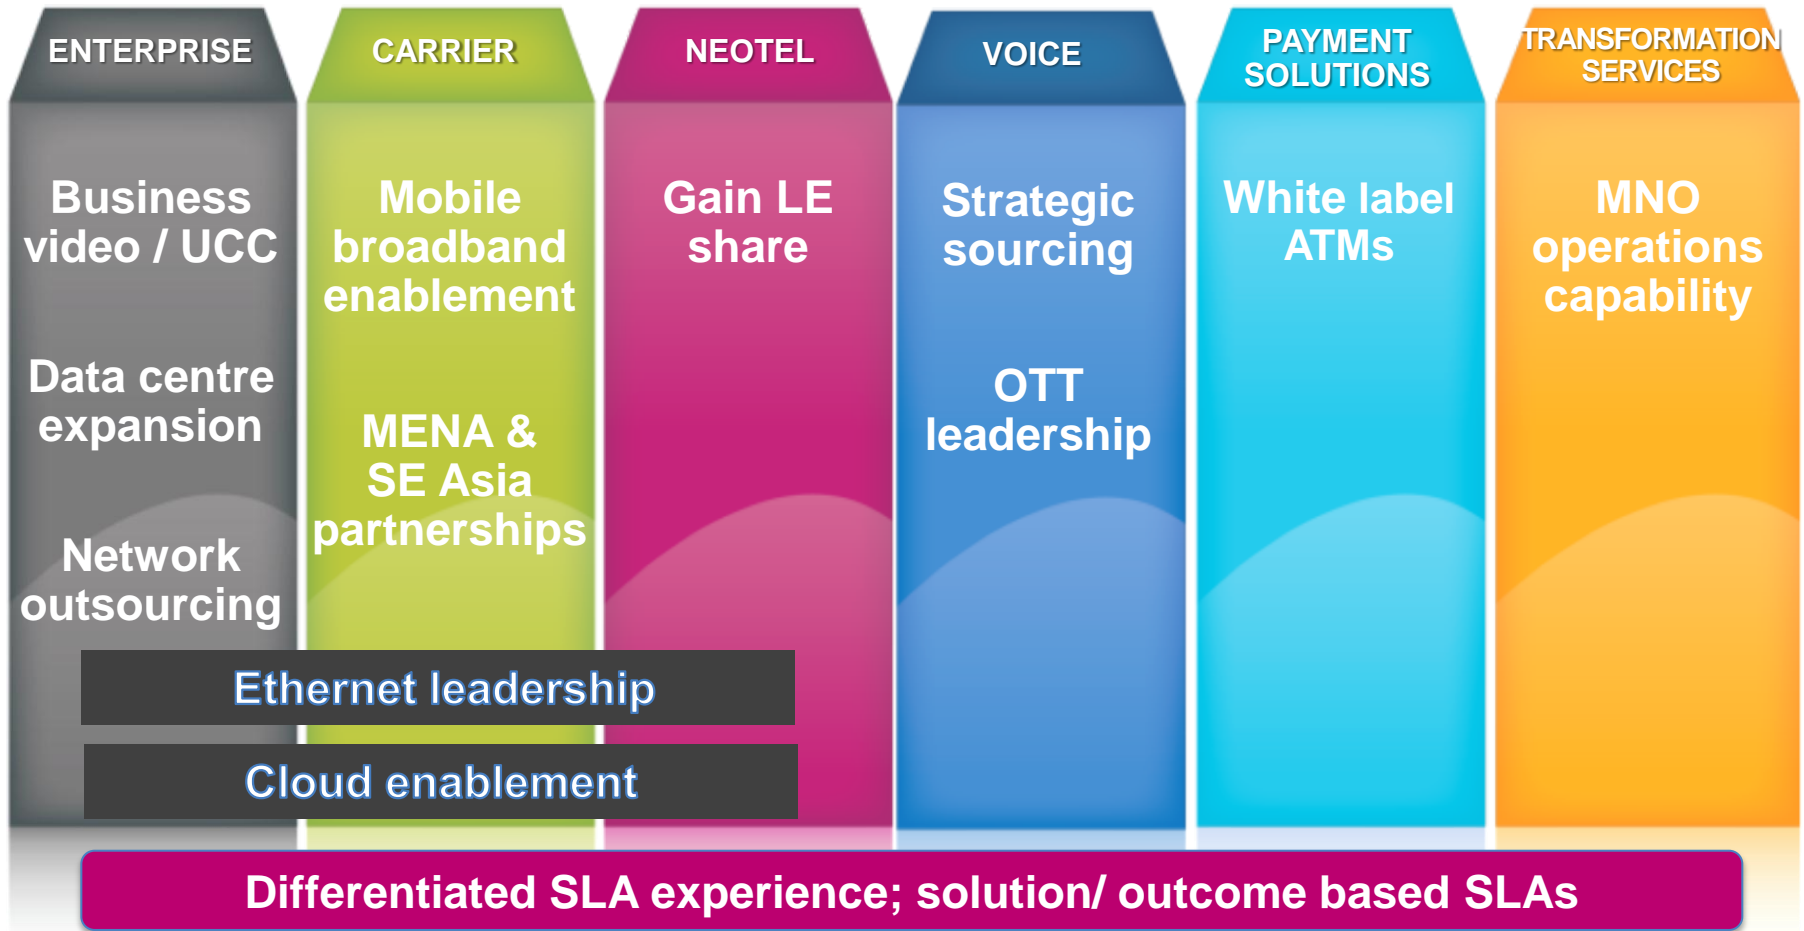 ENTERPRISE
Business
video / UCC
Data centre
expansion
Network
outsourcing
CARRIER
Mobile
broadband
enablement
MENA &
SE Asia
partnerships
NEOTEL
Gain LE
share
VOICE
Strategic
sourcing
OTT
leadership
PAYMENT
SOLUTIONS
White label
ATMs
TRANSFORMATION
SERVICES
MNO
operations
capability
Ethernet leadership
Cloud enablement
Differentiated SLA experience; solution/ outcome based SLAs